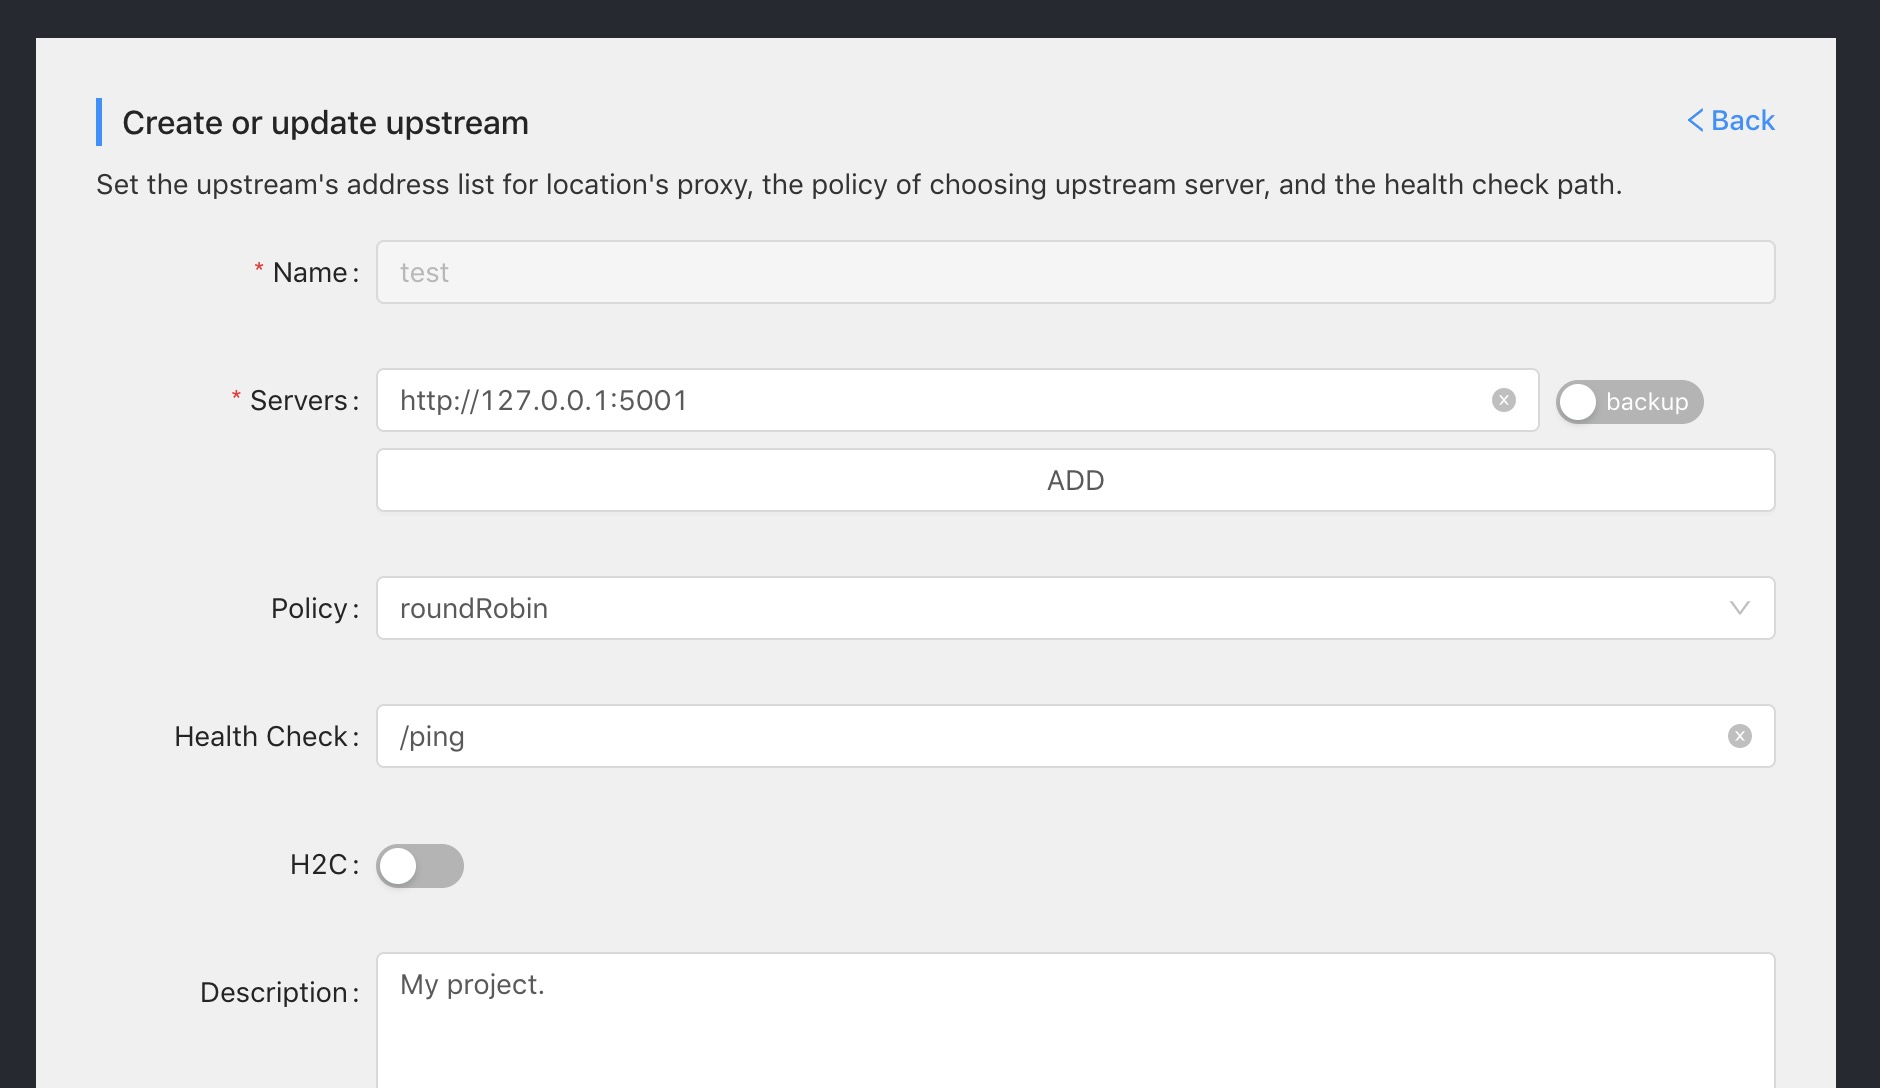 Create or update upstream
< Back
Set the upstream's address list for location's proxy, the policy of choosing upstream server, and the health check path.
* Name: test
* Servers: http://127.0.0.1:5001 backup
ADD
Policy: roundRobin
Health Check: /ping
H2C:
Description: My project.